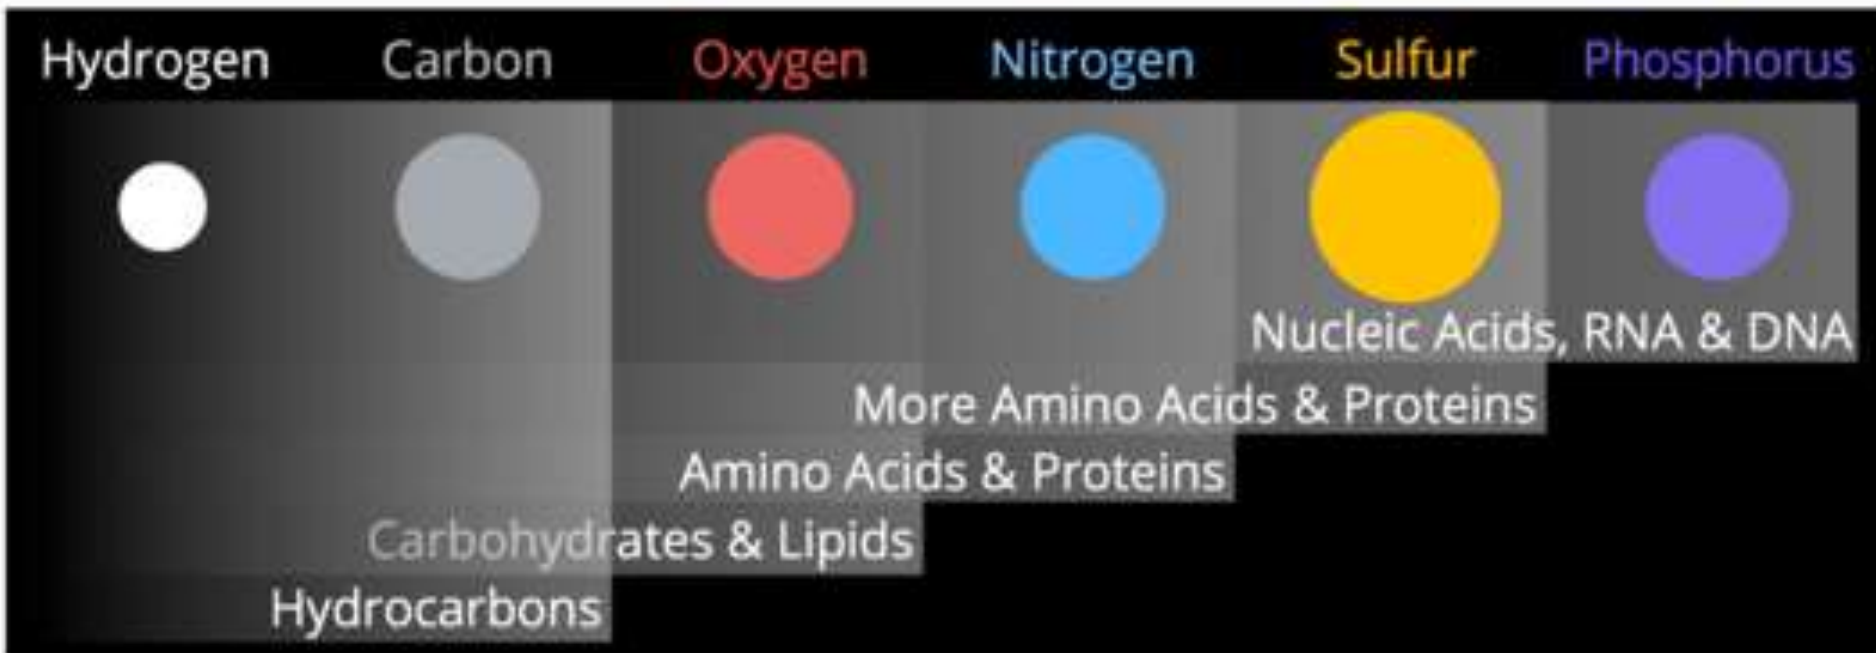 Hydrogen Carbon Oxygen Nitrogen Sulfur Phosphorus
Nucleic Acids, RNA & DNA
More Amino Acids & Proteins
Amino Acids & Proteins
Carbohydrates & Lipids
Hydrocarbons